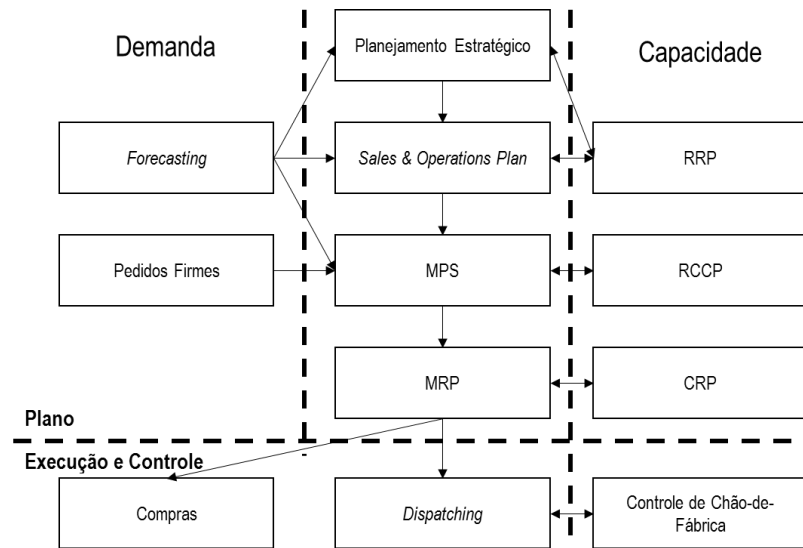 Demanda
Planejamento Estratégico
Capacidade
Forecasting
Sales & Operations Plan
RRP
Pedidos Firmes
MPS
RCCP
MRP
CRP
Plano
Execução e Controle
Compras
Dispatching
Controle de Chão-de-
Fábrica